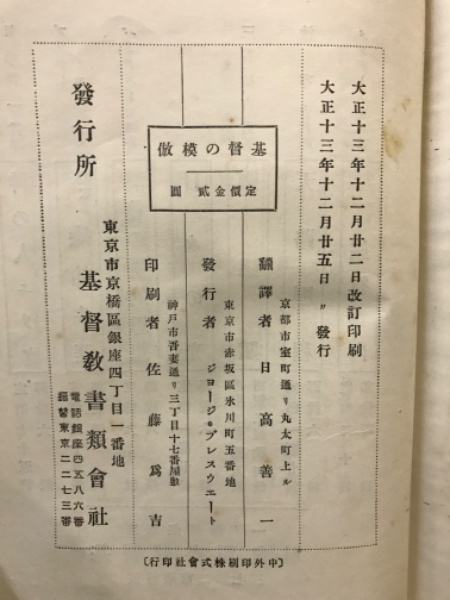 大正十三年十二月廿二日改訂印刷
大正十三年十二月廿五日〃發行
基督の模倣
定價金貳圓
京都市室町通リ丸太町上ル
飜譯者 日高善一
東京市赤坂區氷川町五番地
發行者 ジョージ・ブレスウエート
神戸市吾妻通リ三丁目十七番屋敷
印刷者 佐藤爲吉
東京市京橋區銀座四丁目一番地
發行所 基督敎書類會社
電話銀座四五八六番
振替東京二二七三番
(中外印刷株式會社印行)